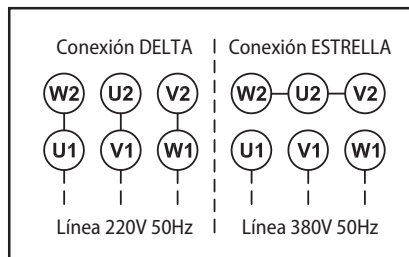 Conexión DELTA
W2 U2 V2
U1 V1 W1
Línea 220V 50Hz
Conexión ESTRELLA
W2 U2 V2
U1 V1 W1
Línea 380V 50Hz